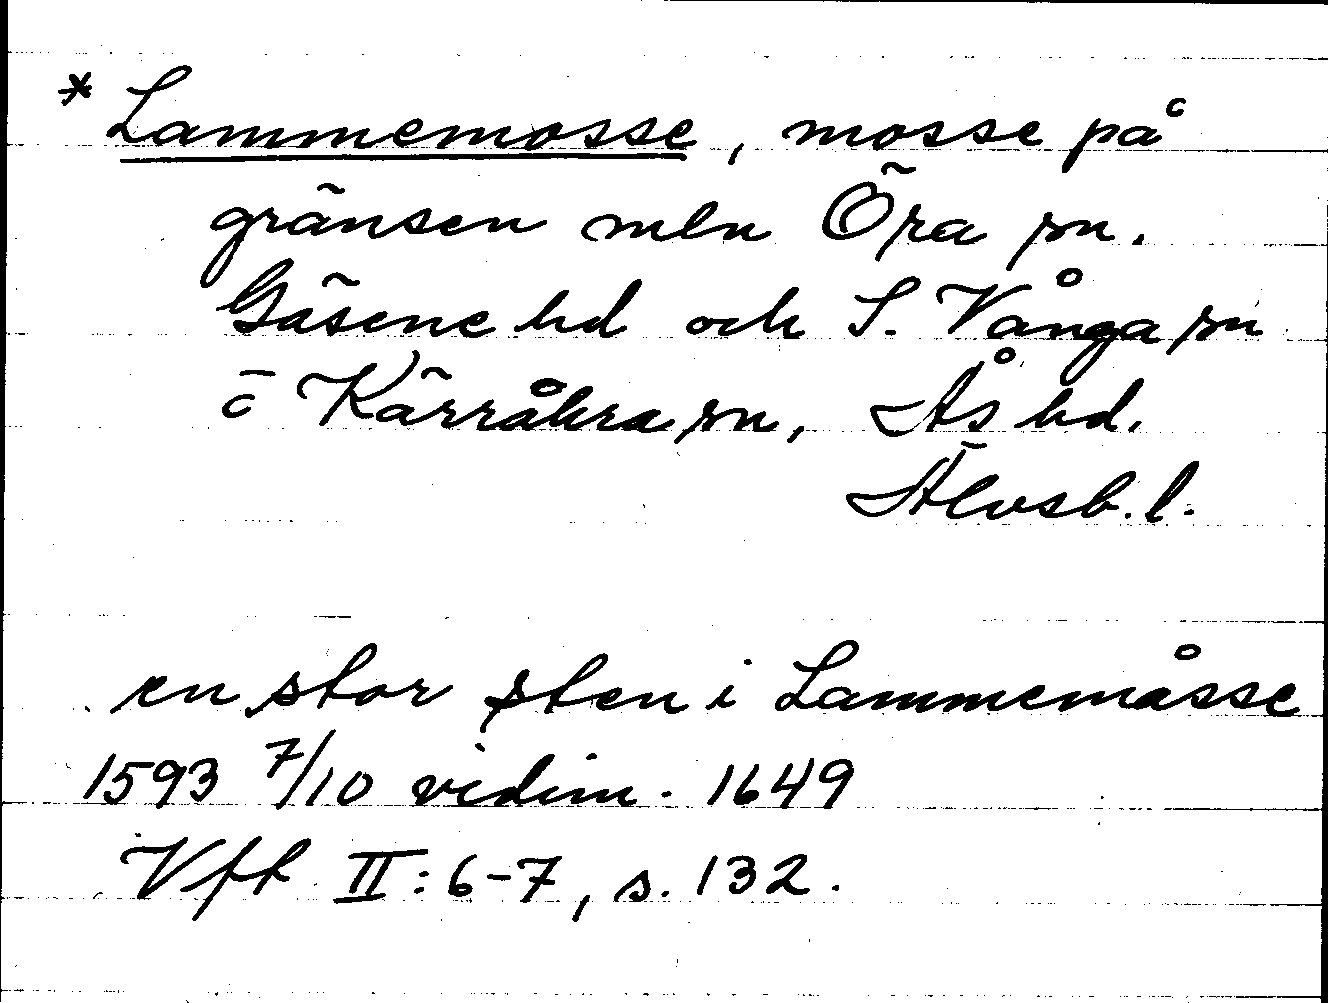 * Lammemosse, mosse på
gränsen mln Öra sn.
Gäsene hd och S. Vånga sn
o Kärråkra sn, Ås hd.
Älvsb. l.
en stor sten i Lammemåsse
1593 7/10 vidim. 1649
Vft II: 6-7, s. 132.